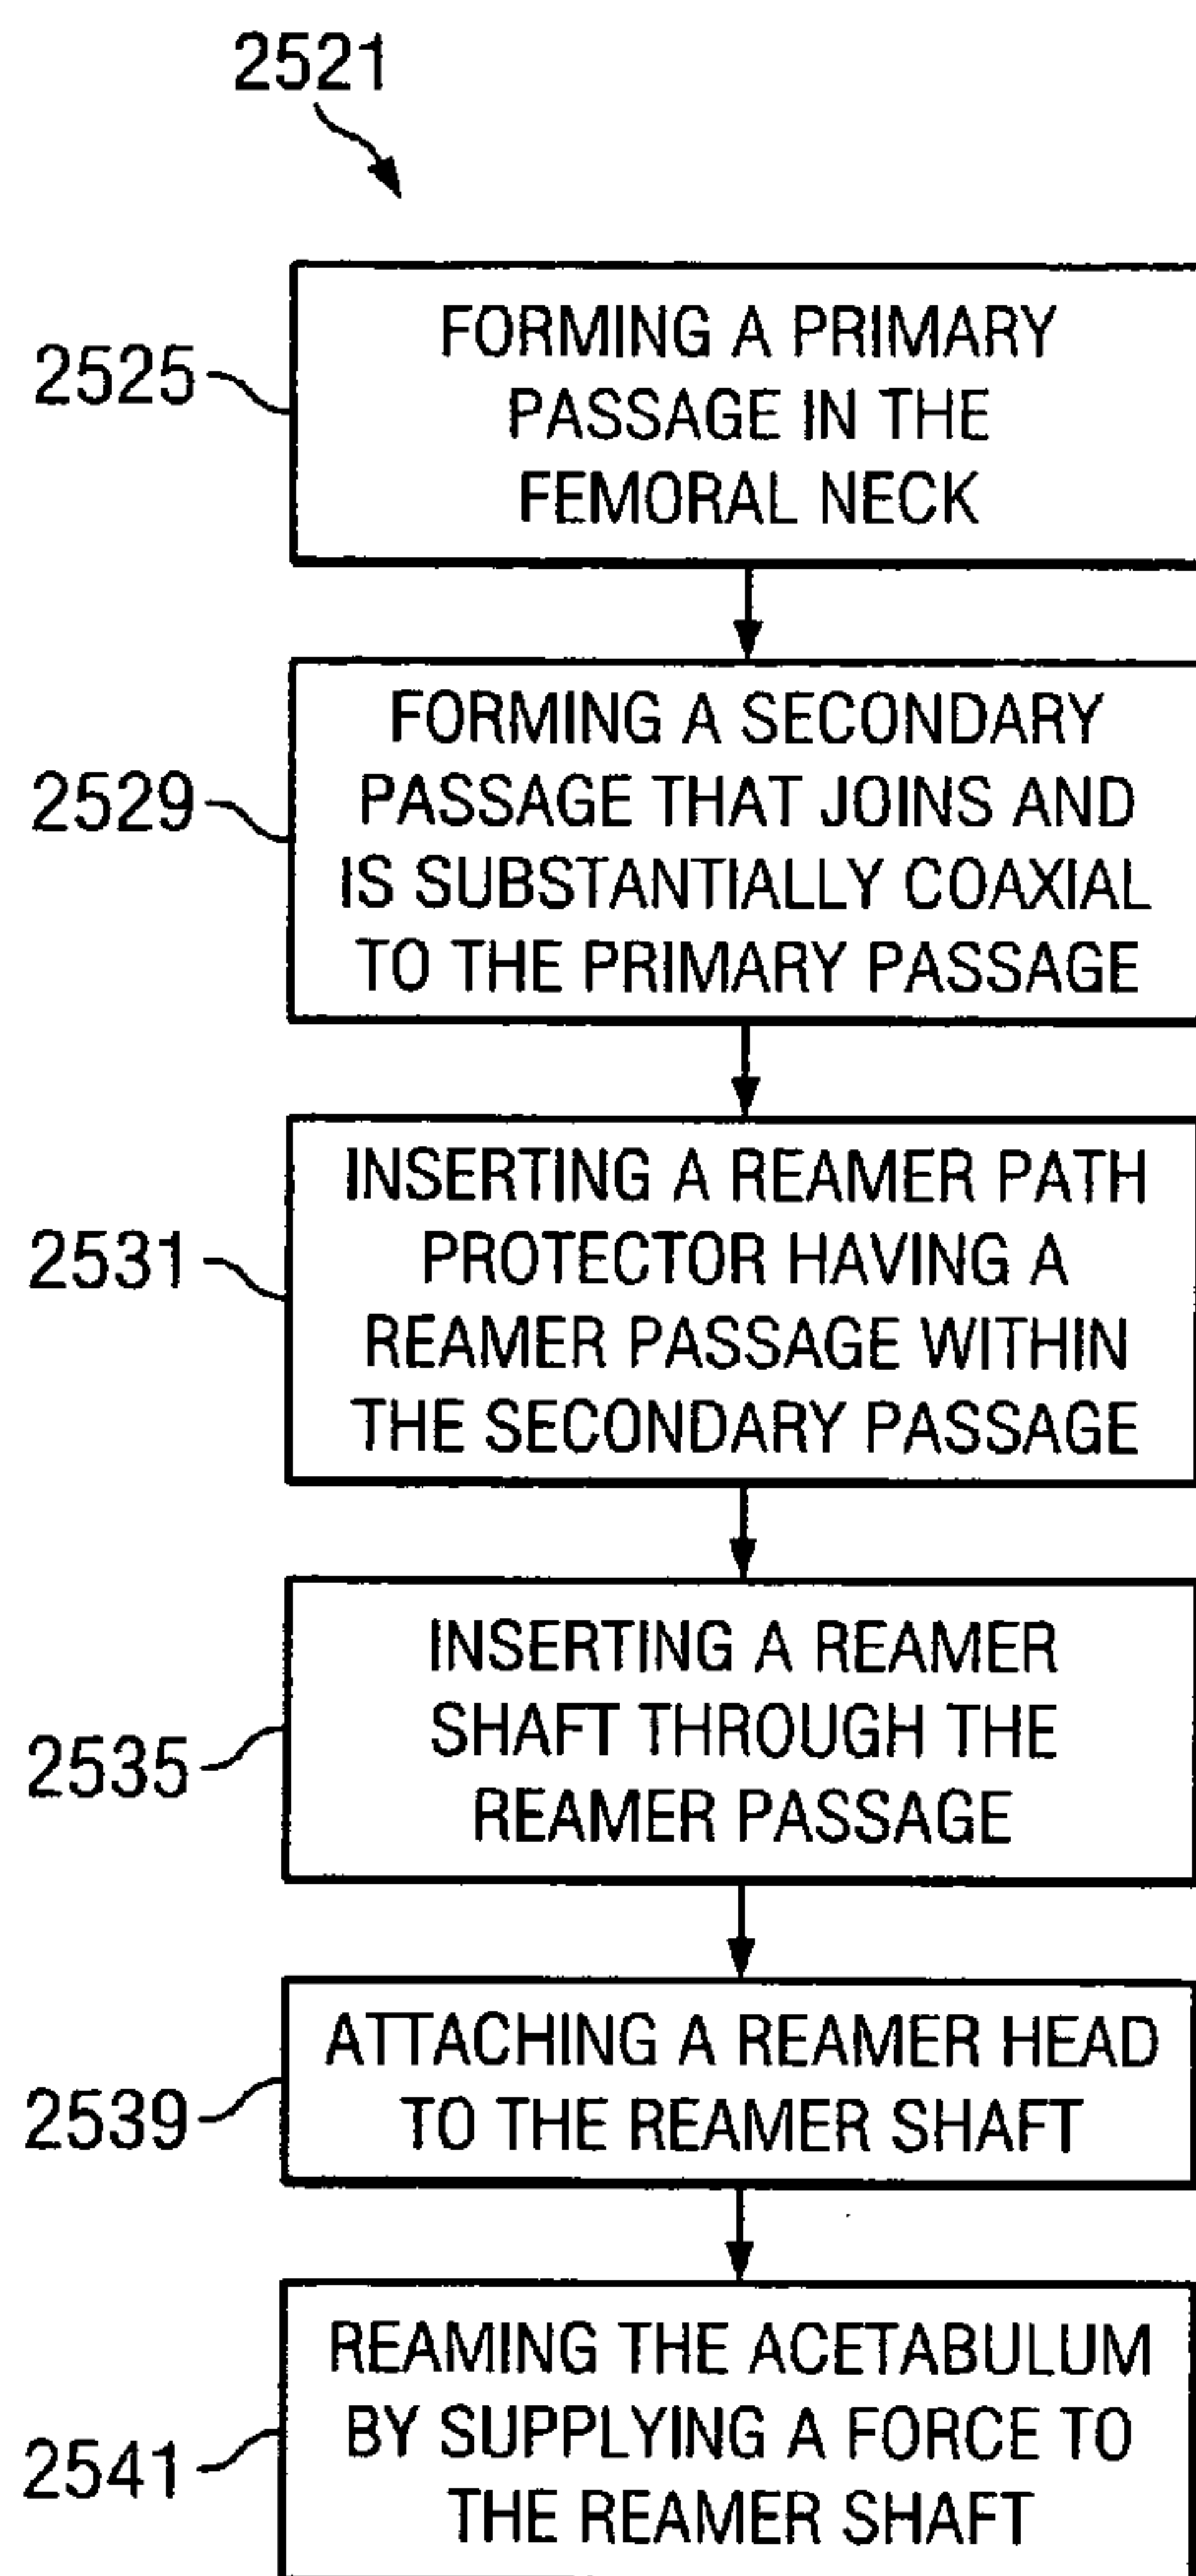 2521
2525
FORMING A PRIMARY
PASSAGE IN THE
FEMORAL NECK
2529
FORMING A SECONDARY
PASSAGE THAT JOINS AND
IS SUBSTANTIALLY COAXIAL
TO THE PRIMARY PASSAGE
2531
INSERTING A REAMER PATH
PROTECTOR HAVING A
REAMER PASSAGE WITHIN
THE SECONDARY PASSAGE
2535
INSERTING A REAMER
SHAFT THROUGH THE
REAMER PASSAGE
2539
ATTACHING A REAMER HEAD
TO THE REAMER SHAFT
2541
REAMING THE ACETABULUM
BY SUPPLYING A FORCE TO
THE REAMER SHAFT